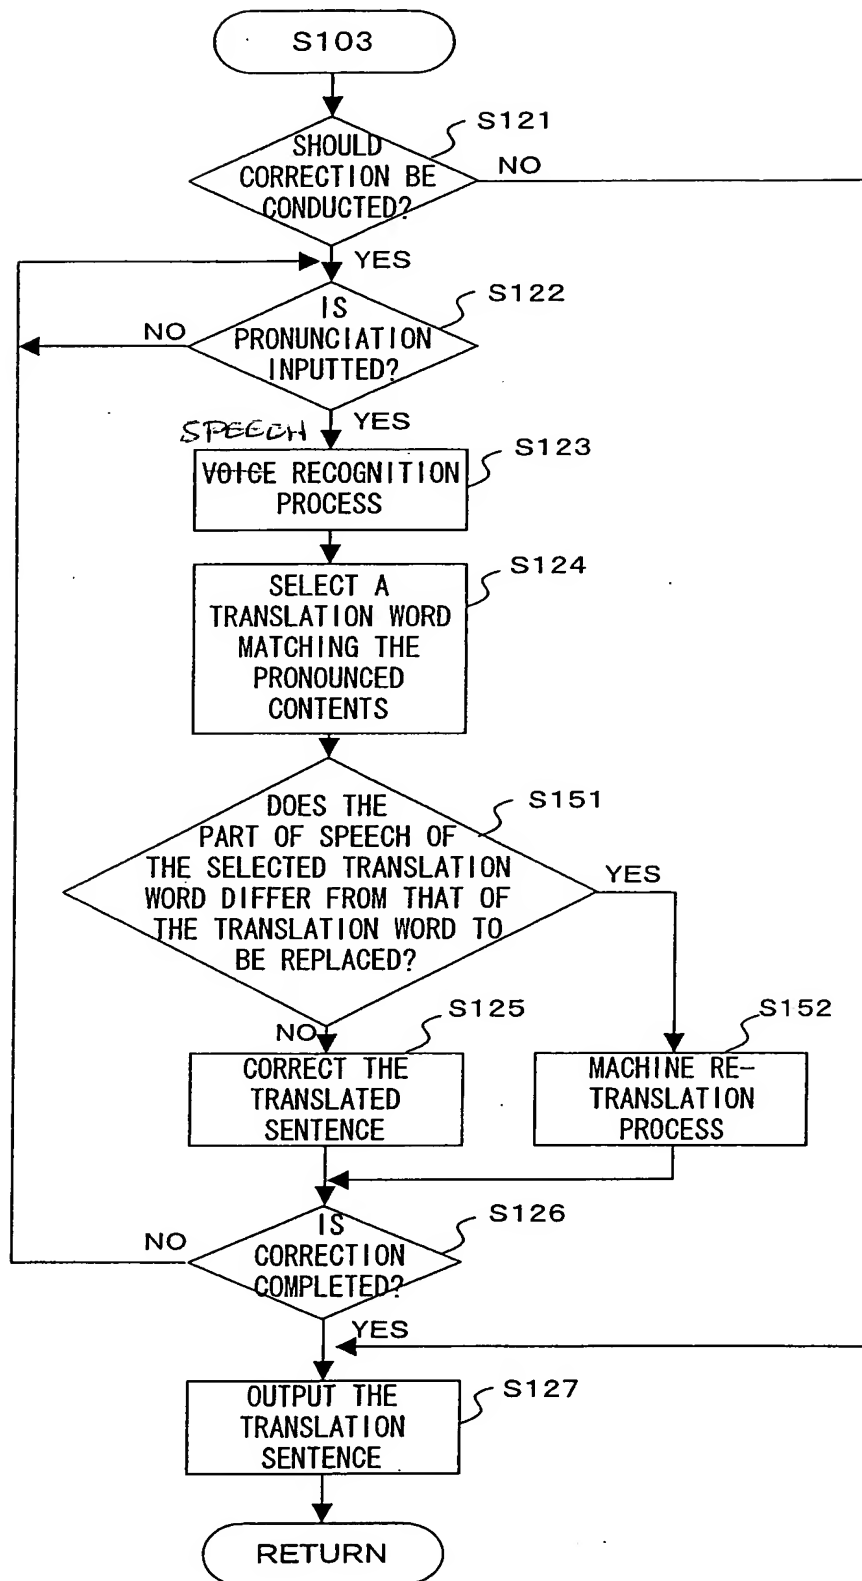 S103
S121
SHOULD
CORRECTION BE
CONDUCTED?
NO
YES
S122
IS
PRONUNCIATION
INPUTTED?
NO
YES
SPEECH
S123
VOICE RECOGNITION
PROCESS
S124
SELECT A
TRANSLATION WORD
MATCHING THE
PRONOUNCED
CONTENTS
S151
DOES THE
PART OF SPEECH OF
THE SELECTED TRANSLATION
WORD DIFFER FROM THAT OF
THE TRANSLATION WORD TO
BE REPLACED?
YES
NO
S125
CORRECT THE
TRANSLATED
SENTENCE
S152
MACHINE RE-
TRANSLATION
PROCESS
S126
IS
CORRECTION
COMPLETED?
NO
YES
S127
OUTPUT THE
TRANSLATION
SENTENCE
RETURN